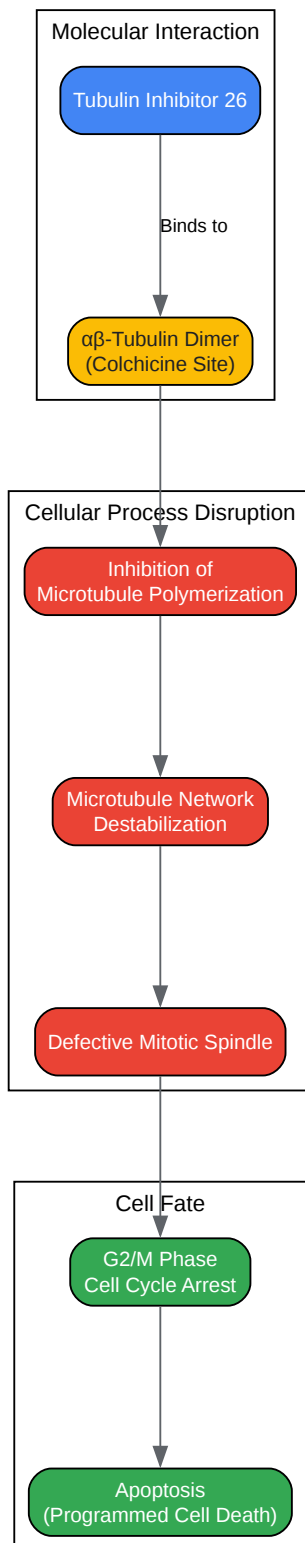 Molecular Interaction
Tubulin Inhibitor 26
Binds to
αβ-Tubulin Dimer
(Colchicine Site)
Cellular Process Disruption
Inhibition of
Microtubule Polymerization
Microtubule Network
Destabilization
Defective Mitotic Spindle
Cell Fate
G2/M Phase
Cell Cycle Arrest
Apoptosis
(Programmed Cell Death)